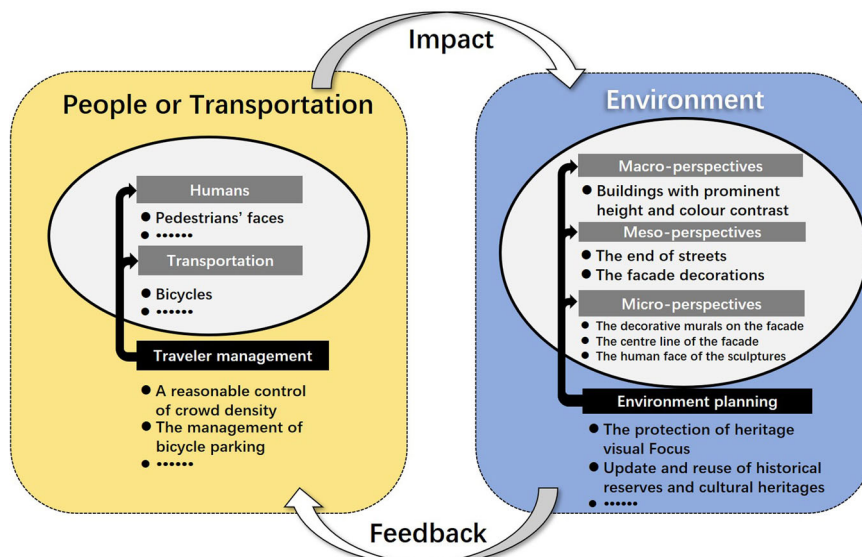 Impact
People or Transportation
Humans
● Pedestrians’ faces
● ••••••
Transportation
● Bicycles
● ••••••
Traveler management
● A reasonable control
of crowd density
● The management of
bicycle parking
● ••••••
Environment
Macro-perspectives
● Buildings with prominent
height and colour contrast
Meso-perspectives
● The end of streets
● The facade decorations
Micro-perspectives
● The decorative murals on the facade
● The centre line of the facade
● The human face of the sculptures
Environment planning
● The protection of heritage
visual Focus
● Update and reuse of historical
reserves and cultural heritages
● ••••••
Feedback